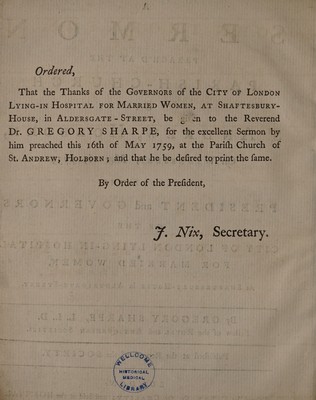 Ordered,
That the Thanks of the GOVERNORS of the CITY OF LONDON
LYING-IN HOSPITAL FOR MARRIED WOMEN, AT SHAFTESBURY-
HOUSE, IN ALDERSGATE-STREET, be en to the Reverend
Dr. GREGORY SHARPE, for the excellent Sermon by
him preached this 16th of MAY 1759, at the Parish Church of
St. ANDREW, HOLBORN; and that he be desired to print the same.
By Order of the President,
J. Nix, Secretary.
WELLCOME
HISTORICAL
MEDICAL
LIBRARY